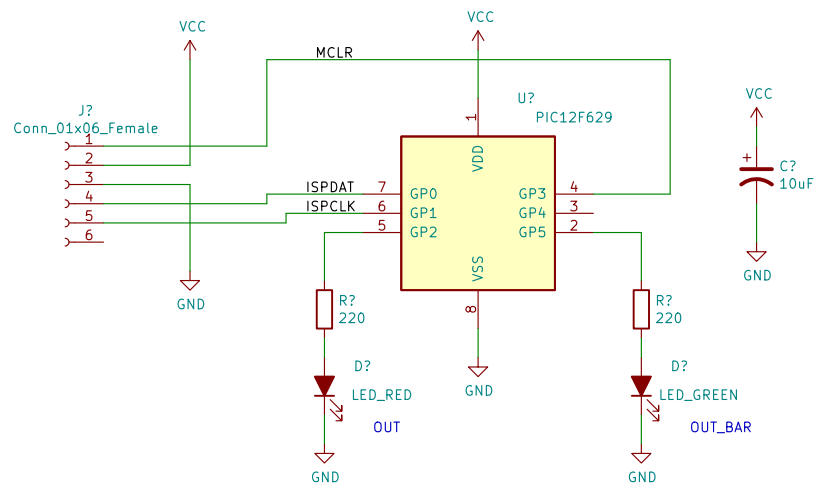 VCC
VCC
MCLR
J?
Conn_01x06_Female
1
2
3
4
5
6
GND
ISPDAT
ISPCLK
U?
PIC12F629
1
VDD
7 GP0
6 GP1
5 GP2
GP3 4
GP4 3
GP5 2
VSS
8
GND
R?
220
D?
LED_RED
OUT
GND
R?
220
D?
LED_GREEN
OUT_BAR
GND
VCC
+
C?
10uF
GND